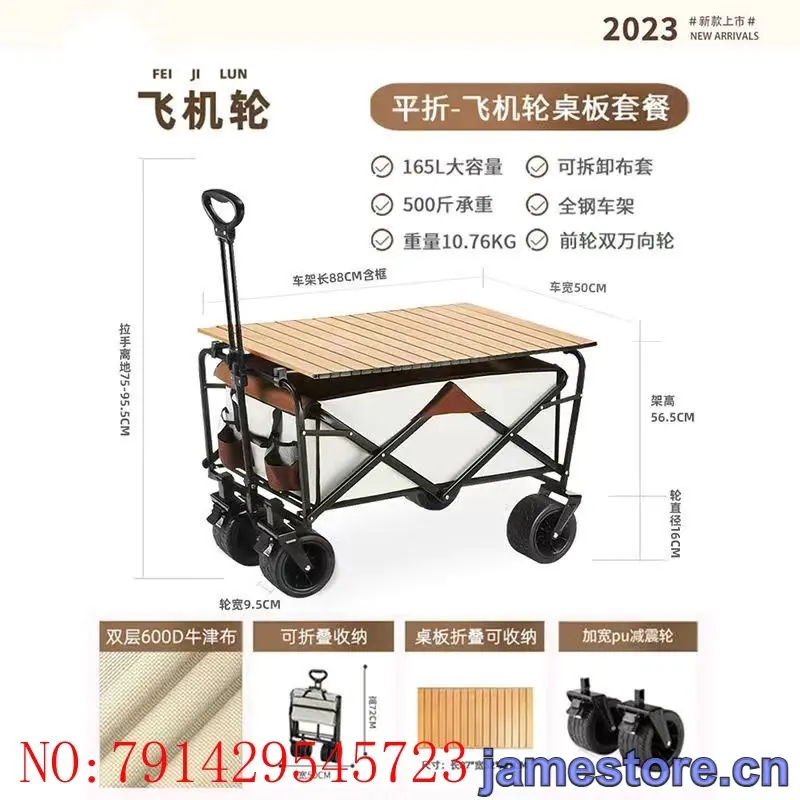 2023 #新款上市#
NEW ARRIVALS
FEI JI LUN
飞机轮
平折-飞机轮桌板套餐
165L大容量 可拆卸布套
500斤承重 全钢车架
重量10.76KG 前轮双万向轮
车架长88CM含框
车宽50CM
拉手离地75-95.5CM
架高
56.5CM
轮直径16CM
轮宽9.5CM
双层600D牛津布
可折叠收纳
桌板折叠可收纳
加宽pu减震轮
72CM
50CM
NO:791429545723
jamestore.cn